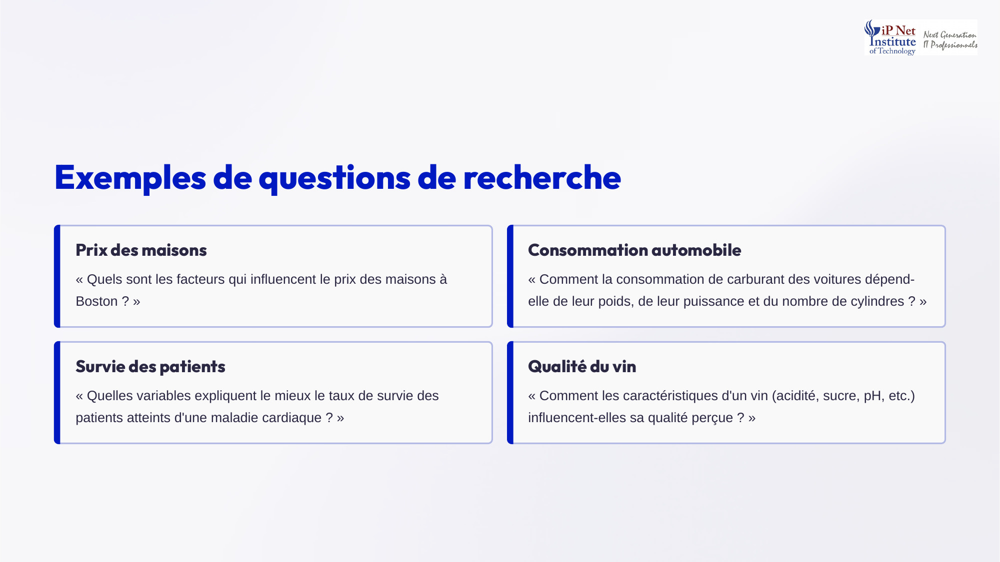 iP Net
Institute
of Technology
Next Generation
IT Professionnels
Exemples de questions de recherche
Prix des maisons
« Quels sont les facteurs qui influencent le prix des maisons à
Boston ? »
Consommation automobile
« Comment la consommation de carburant des voitures dépend-
elle de leur poids, de leur puissance et du nombre de cylindres ? »
Survie des patients
« Quelles variables expliquent le mieux le taux de survie des
patients atteints d'une maladie cardiaque ? »
Qualité du vin
« Comment les caractéristiques d'un vin (acidité, sucre, pH, etc.)
influencent-elles sa qualité perçue ? »